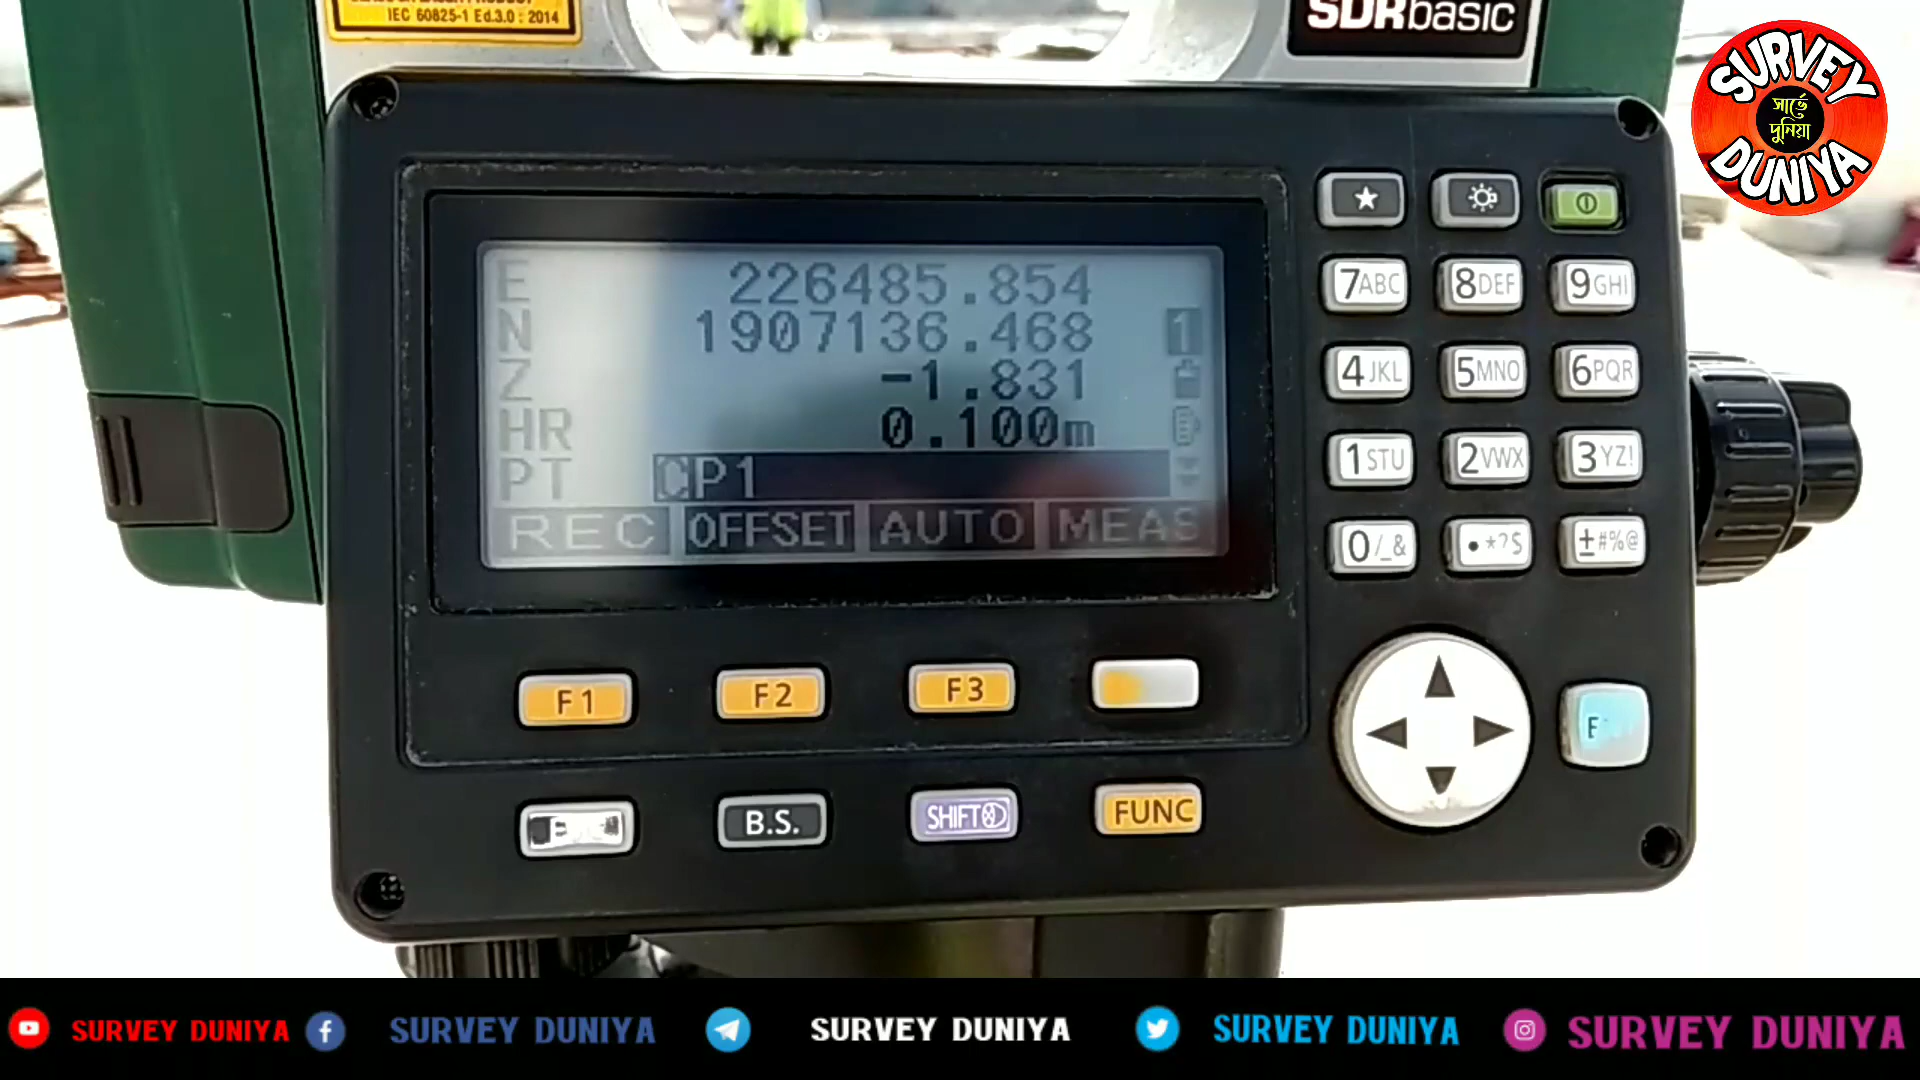 IEC 60825-1 Ed.3.0 : 2014
SDRbasic
SURVEY
সার্ভে
দুনিয়া
DUNIYA
E 226485.854
N 1907136.468 1
Z -1.831
HR 0.100m
PT CP1
REC OFFSET AUTO MEAS
7ABC 8DEF 9GHI
4JKL 5MNO 6PQR
1STU 2VWX 3YZ!
0/_& •*?$ ±#%@
F1 F2 F3
B.S. SHIFT FUNC
SURVEY DUNIYA SURVEY DUNIYA SURVEY DUNIYA SURVEY DUNIYA SURVEY DUNIYA